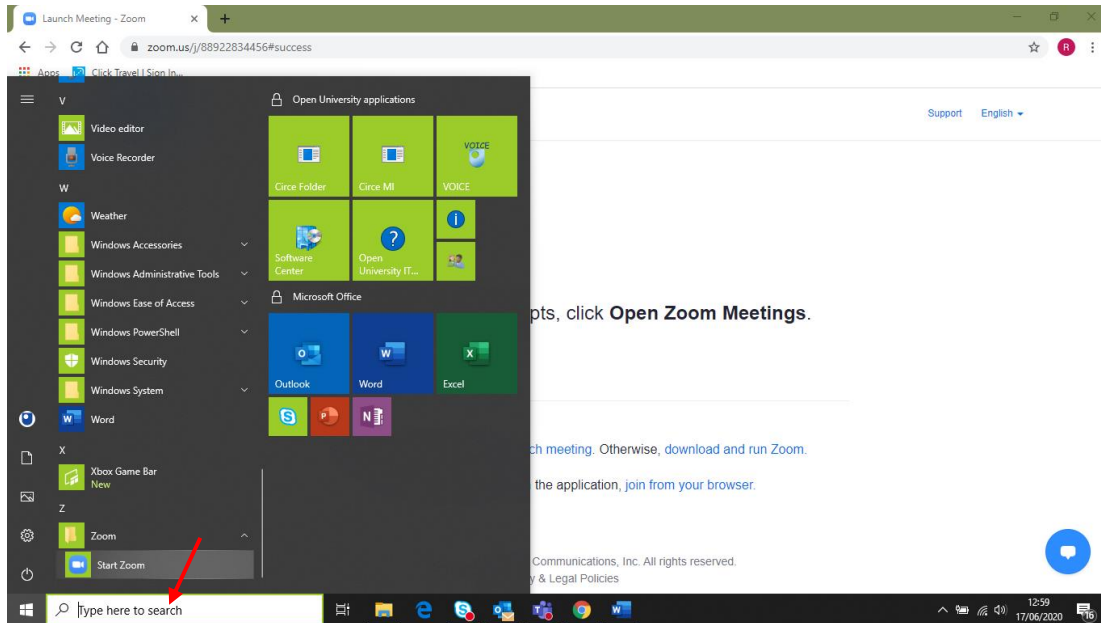 Launch Meeting - Zoom
zoom.us/j/88922834456#success
R
Apps Click Travel | Sign In...
Support English
V
Video editor
Voice Recorder
W
Weather
Windows Accessories
Windows Administrative Tools
Windows Ease of Access
Windows PowerShell
Windows Security
Windows System
Word
X
Xbox Game Bar
New
Z
Zoom
Start Zoom
Open University applications
VOICE
Circe Folder Circe MI VOICE
Software Center
Open University IT...
Microsoft Office
Outlook Word Excel
pts, click Open Zoom Meetings.
ch meeting. Otherwise, download and run Zoom.
the application, join from your browser.
Communications, Inc. All rights reserved.
y & Legal Policies
Type here to search
12:59
17/06/2020
16